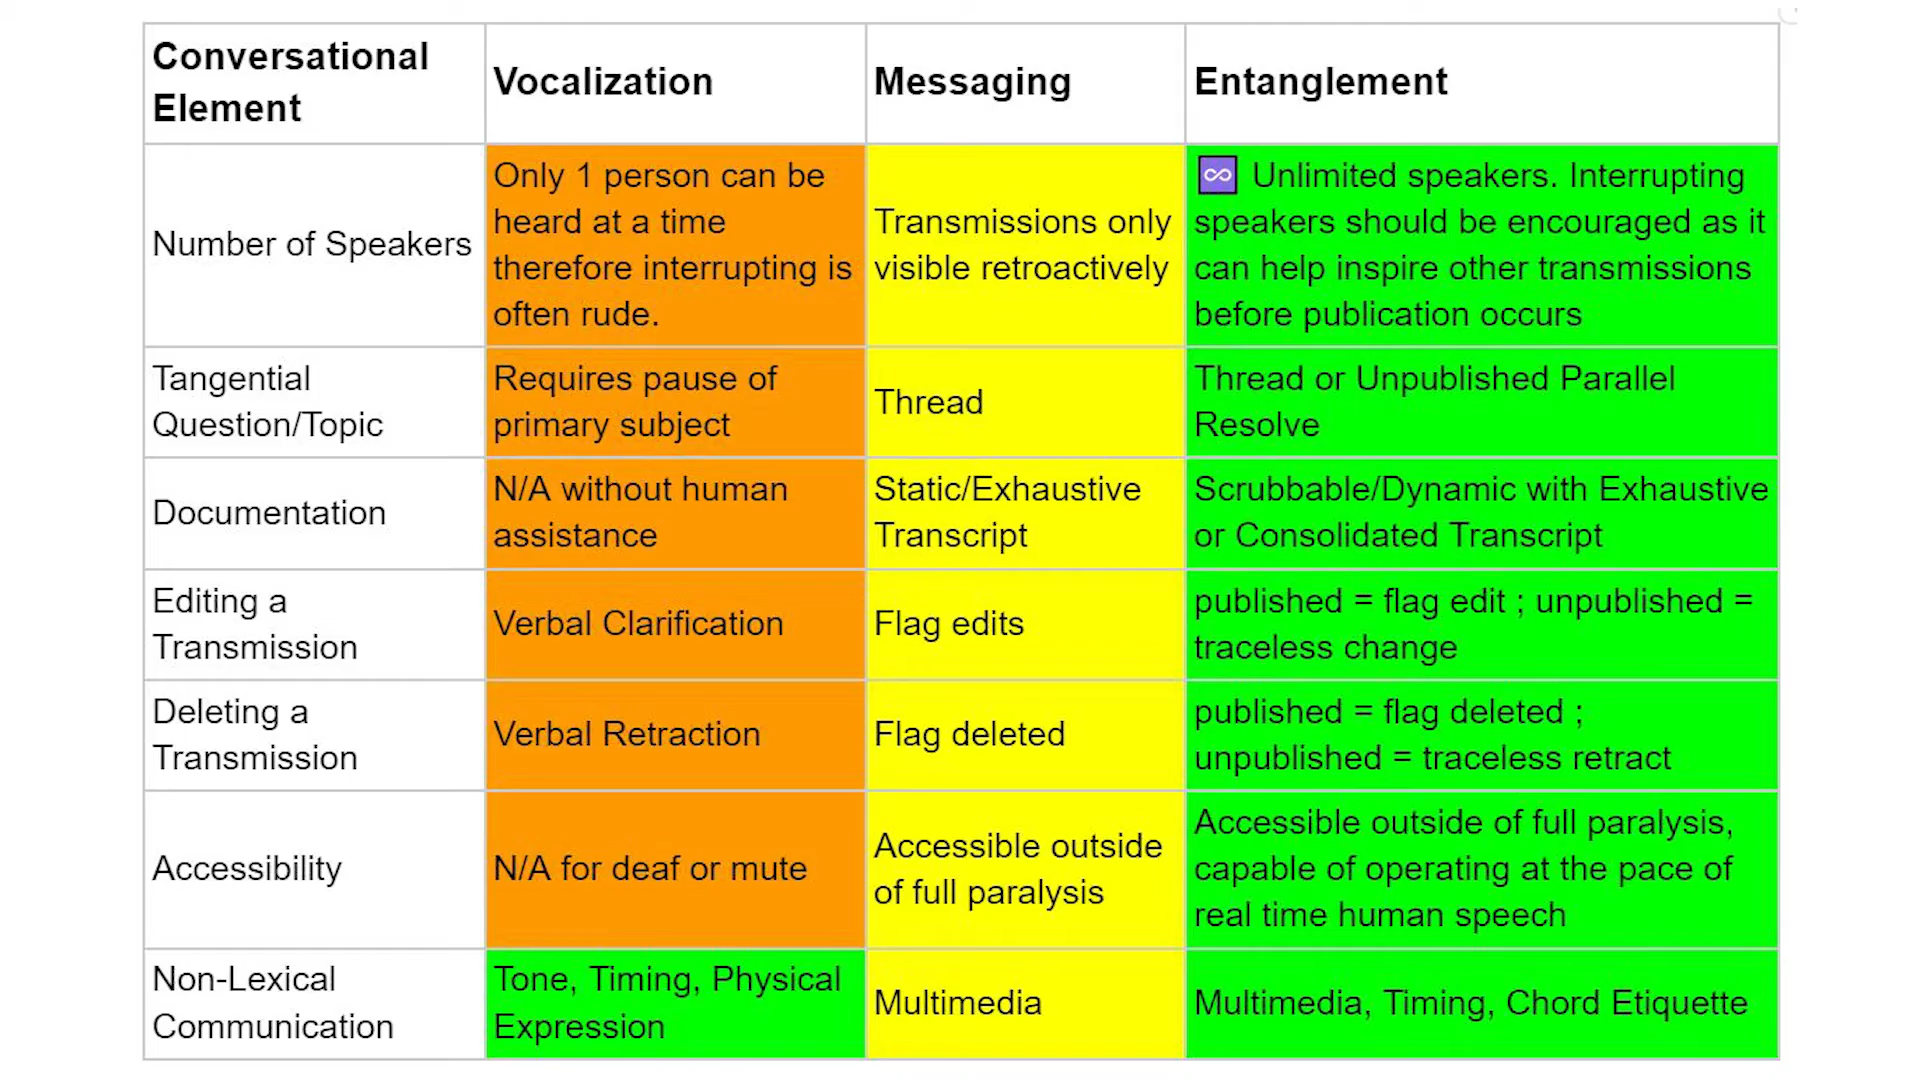 Conversational
Element
Vocalization
Messaging
Entanglement
Number of Speakers
Only 1 person can be
heard at a time
therefore interrupting is
often rude.
Transmissions only
visible retroactively
♾ Unlimited speakers. Interrupting
speakers should be encouraged as it
can help inspire other transmissions
before publication occurs
Tangential
Question/Topic
Requires pause of
primary subject
Thread
Thread or Unpublished Parallel
Resolve
Documentation
N/A without human
assistance
Static/Exhaustive
Transcript
Scrubbable/Dynamic with Exhaustive
or Consolidated Transcript
Editing a
Transmission
Verbal Clarification
Flag edits
published = flag edit ; unpublished =
traceless change
Deleting a
Transmission
Verbal Retraction
Flag deleted
published = flag deleted ;
unpublished = traceless retract
Accessibility
N/A for deaf or mute
Accessible outside
of full paralysis
Accessible outside of full paralysis,
capable of operating at the pace of
real time human speech
Non-Lexical
Communication
Tone, Timing, Physical
Expression
Multimedia
Multimedia, Timing, Chord Etiquette